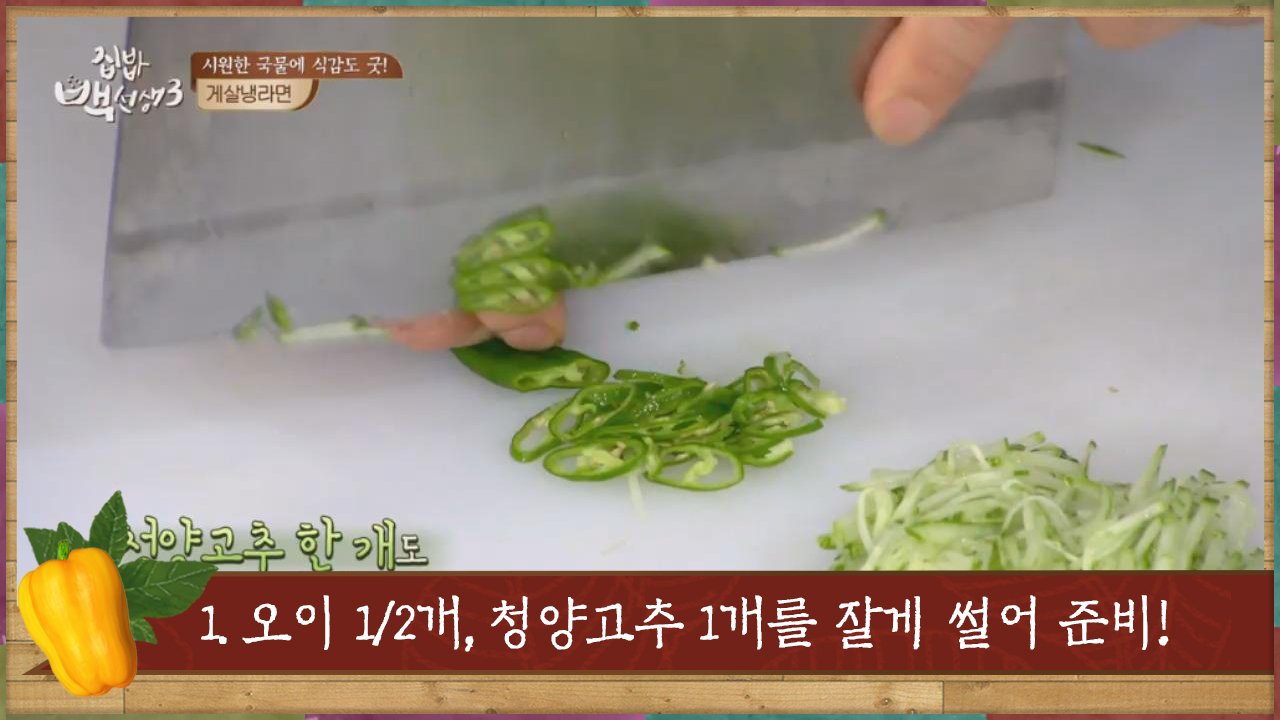 집밥
백선생3
시원한 국물에 식감도 굿!
게살냉라면
청양고추 한 개도
1. 오이 1/2개, 청양고추 1개를 잘게 썰어 준비!